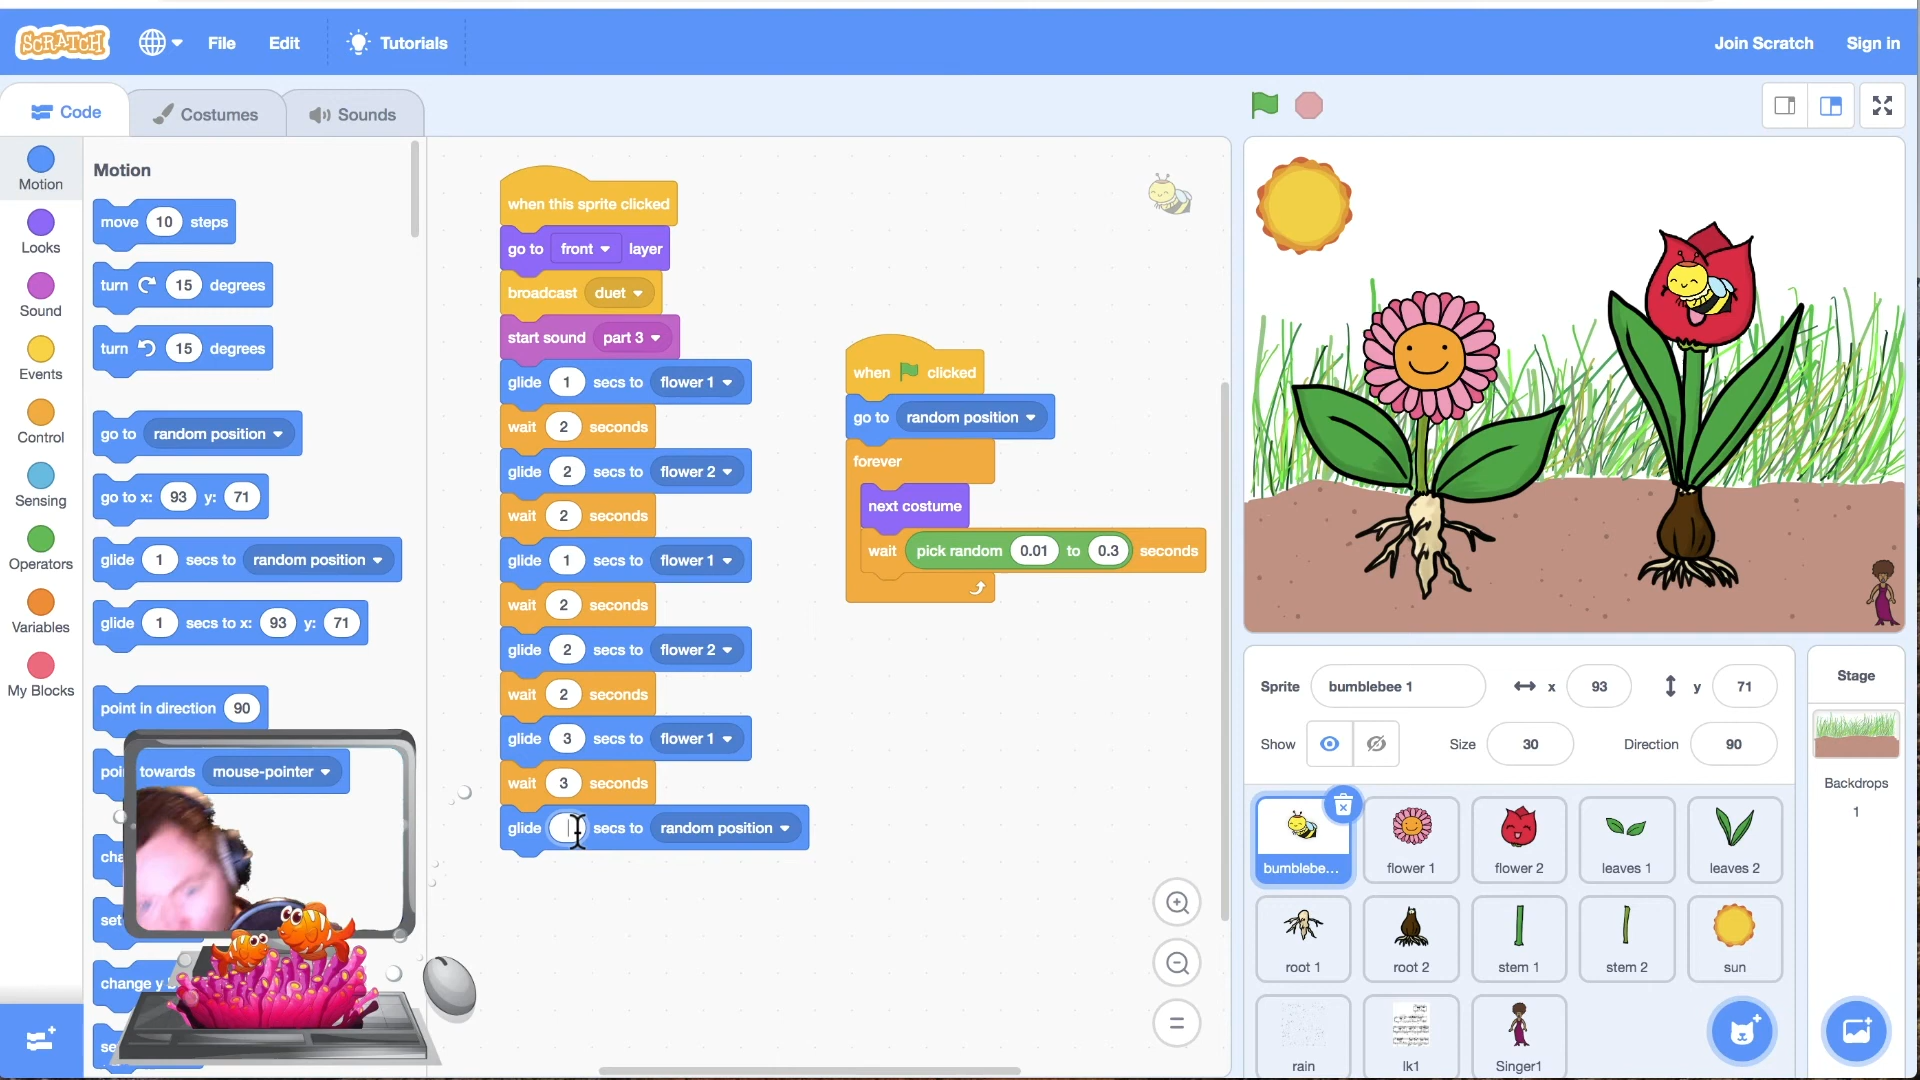 SCRATCH
File
Edit
Tutorials
Join Scratch
Sign in
Code
Costumes
Sounds
Motion
Looks
Sound
Events
Control
Sensing
Operators
Variables
My Blocks
Motion
move 10 steps
turn 15 degrees
turn 15 degrees
go to random position
go to x: 93 y: 71
glide 1 secs to random position
glide 1 secs to x: 93 y: 71
point in direction 90
poi towards mouse-pointer
cha
set
change y b
se
when this sprite clicked
go to front layer
broadcast duet
start sound part 3
glide 1 secs to flower 1
wait 2 seconds
glide 2 secs to flower 2
wait 2 seconds
glide 1 secs to flower 1
wait 2 seconds
glide 2 secs to flower 2
wait 2 seconds
glide 3 secs to flower 1
wait 3 seconds
glide secs to random position
when clicked
go to random position
forever
next costume
wait pick random 0.01 to 0.3 seconds
Sprite bumblebee 1 x 93 y 71
Show Size 30 Direction 90
bumblebe...
flower 1
flower 2
leaves 1
leaves 2
root 1
root 2
stem 1
stem 2
sun
rain
lk1
Singer1
Stage
Backdrops
1